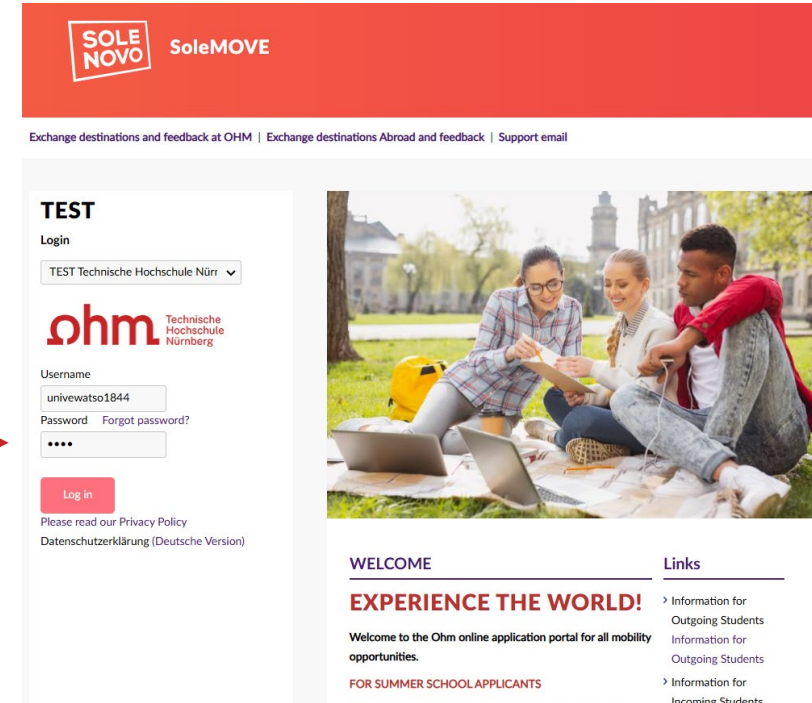 SOLE
NOVO
SoleMOVE
Exchange destinations and feedback at OHM | Exchange destinations Abroad and feedback | Support email
TEST
Login
TEST Technische Hochschule Nürr
ohm Technische
Hochschule
Nürnberg
Username
univewatso1844
Password Forgot password?
••••
Log in
Please read our Privacy Policy
Datenschutzerklärung (Deutsche Version)
WELCOME
EXPERIENCE THE WORLD!
Welcome to the Ohm online application portal for all mobility
opportunities.
FOR SUMMER SCHOOL APPLICANTS
Links
› Information for
Outgoing Students
Information for
Outgoing Students
› Information for
Incoming Students